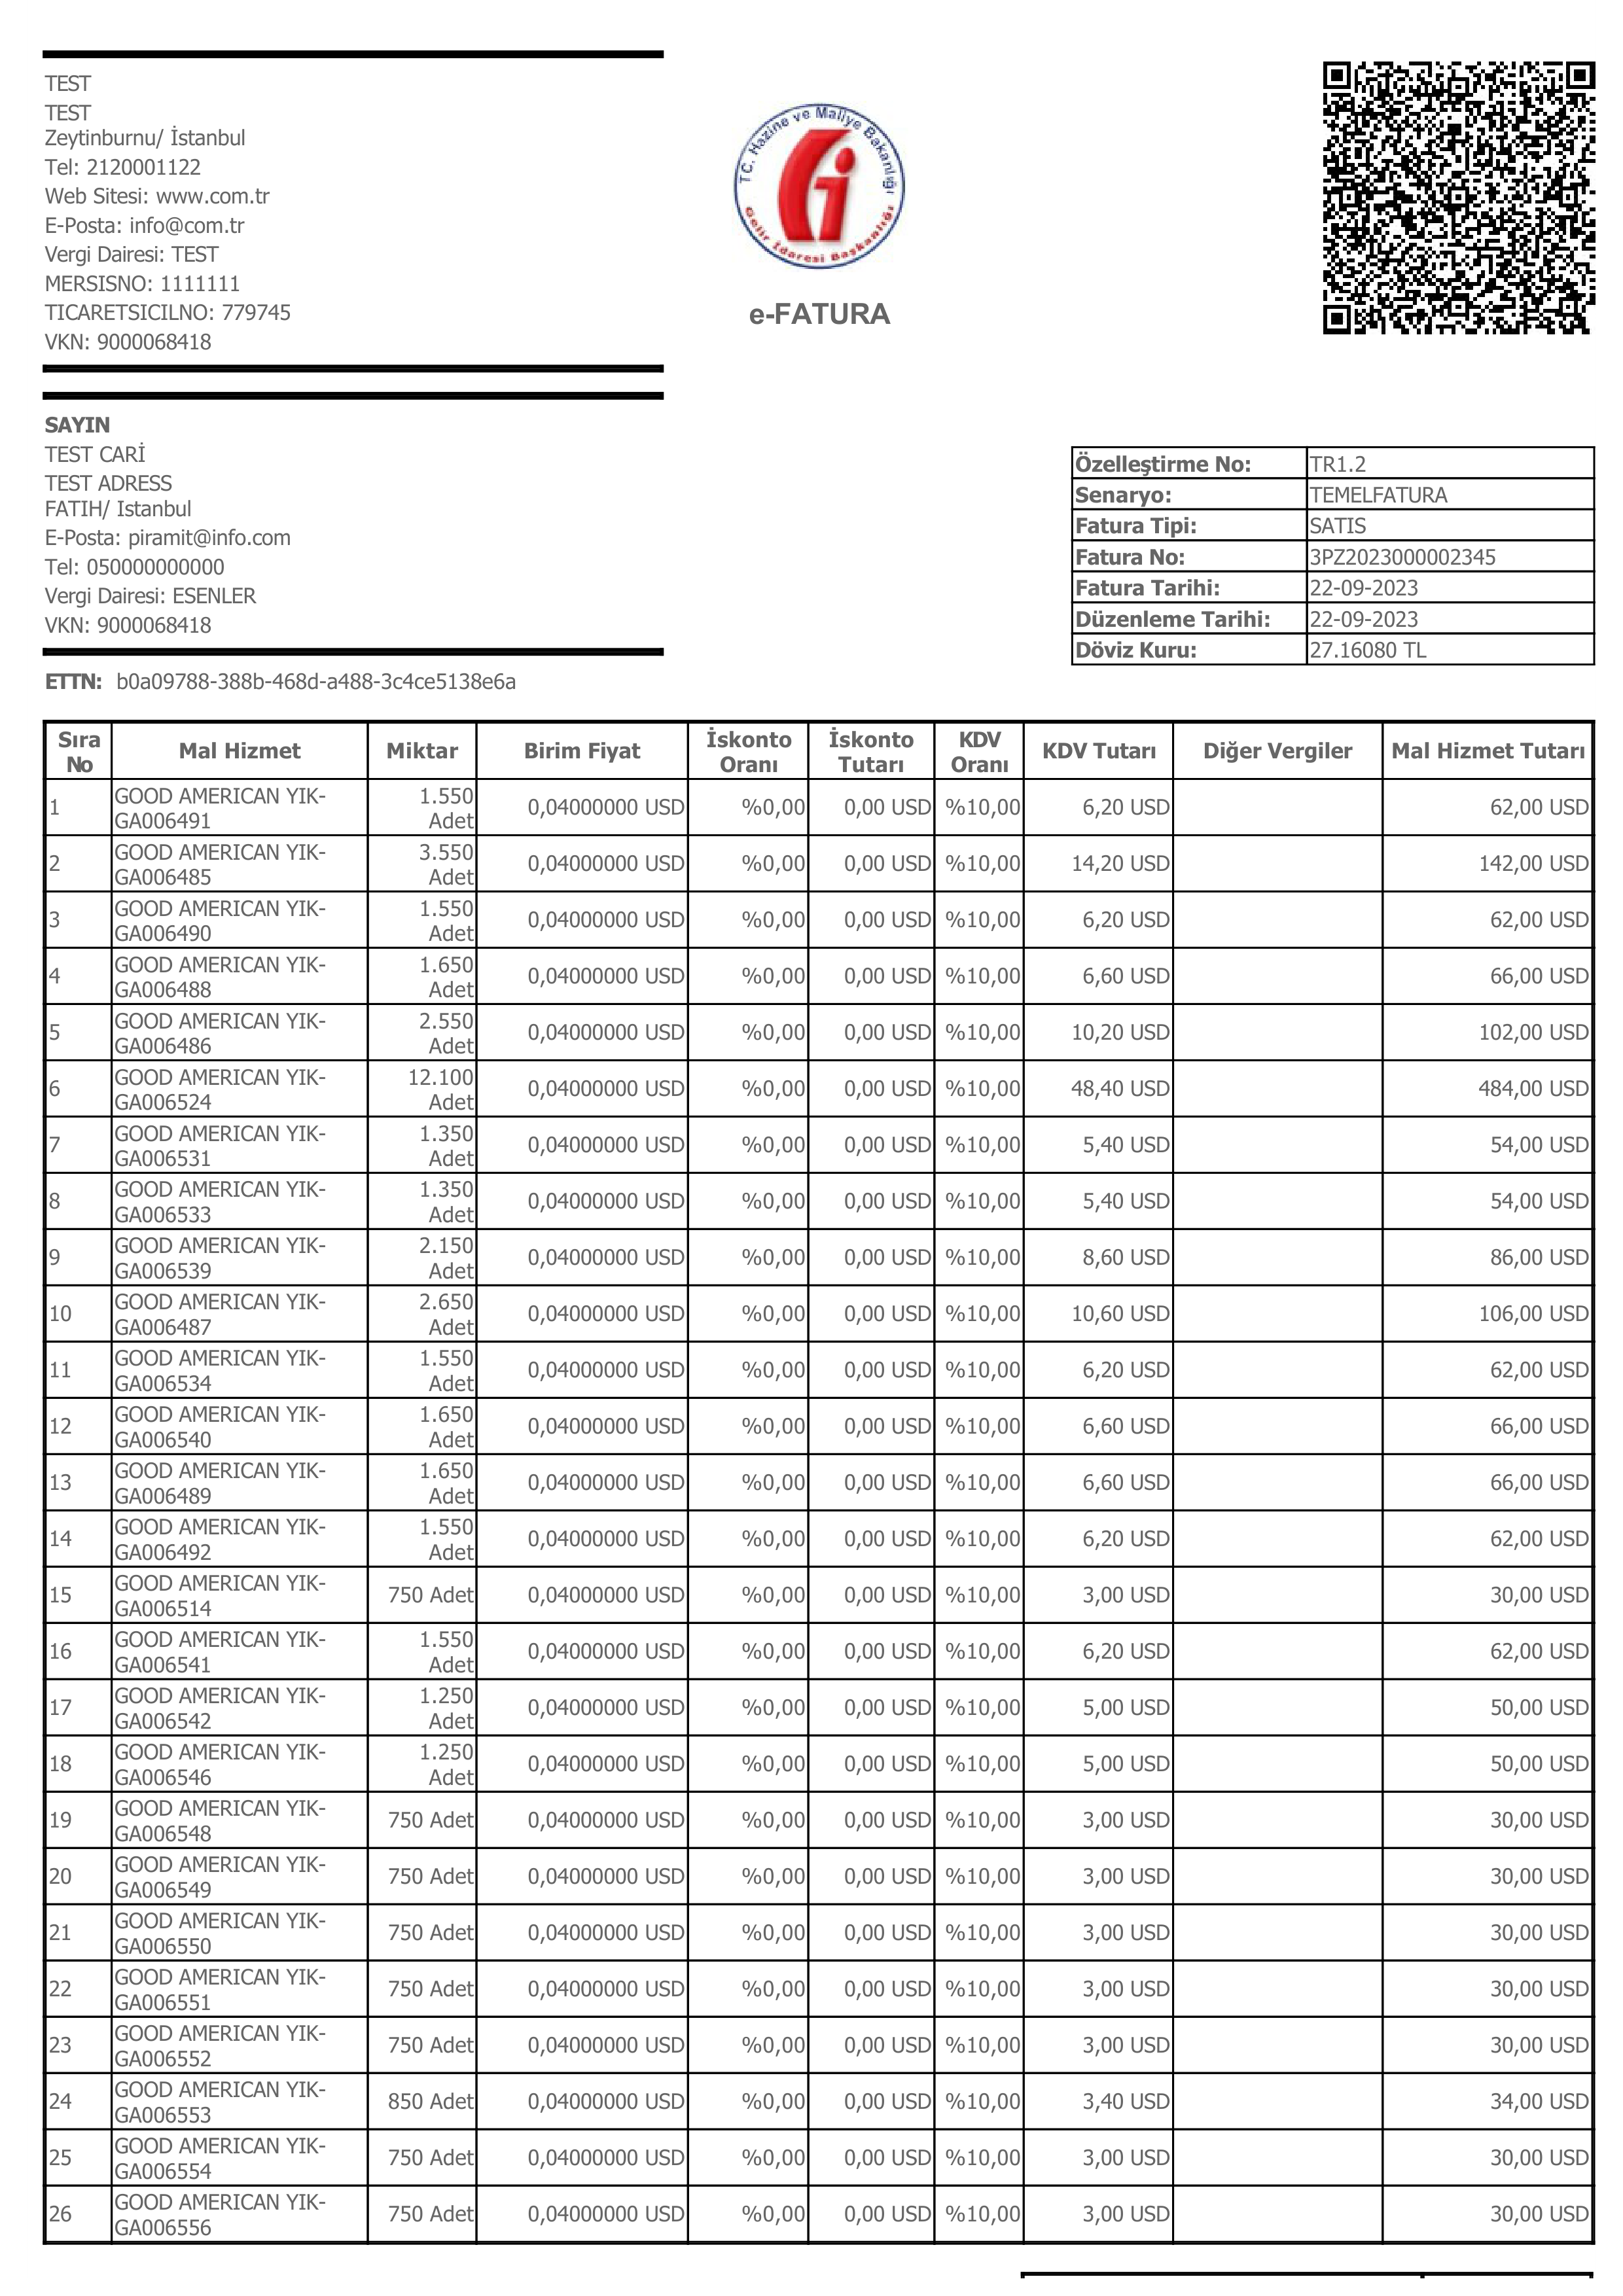 TEST
TEST
Zeytinburnu/ İstanbul
Tel: 2120001122
Web Sitesi: www.com.tr
E-Posta: info@com.tr
Vergi Dairesi: TEST
MERSISNO: 1111111
TICARETSICILNO: 779745
VKN: 9000068418
TC. Hazine ve Maliye Bakanlığı
Gelir İdaresi Başkanlığı
e-FATURA
SAYIN
TEST CARİ
TEST ADRESS
FATIH/ Istanbul
E-Posta: piramit@info.com
Tel: 050000000000
Vergi Dairesi: ESENLER
VKN: 9000068418
Özelleştirme No: TR1.2
Senaryo: TEMELFATURA
Fatura Tipi: SATIS
Fatura No: 3PZ2023000002345
Fatura Tarihi: 22-09-2023
Düzenleme Tarihi: 22-09-2023
Döviz Kuru: 27.16080 TL
ETTN: b0a09788-388b-468d-a488-3c4ce5138e6a
Sıra No Mal Hizmet Miktar Birim Fiyat İskonto Oranı İskonto Tutarı KDV Oranı KDV Tutarı Diğer Vergiler Mal Hizmet Tutarı
1 GOOD AMERICAN YIK-GA006491 1.550 Adet 0,04000000 USD %0,00 0,00 USD %10,00 6,20 USD 62,00 USD
2 GOOD AMERICAN YIK-GA006485 3.550 Adet 0,04000000 USD %0,00 0,00 USD %10,00 14,20 USD 142,00 USD
3 GOOD AMERICAN YIK-GA006490 1.550 Adet 0,04000000 USD %0,00 0,00 USD %10,00 6,20 USD 62,00 USD
4 GOOD AMERICAN YIK-GA006488 1.650 Adet 0,04000000 USD %0,00 0,00 USD %10,00 6,60 USD 66,00 USD
5 GOOD AMERICAN YIK-GA006486 2.550 Adet 0,04000000 USD %0,00 0,00 USD %10,00 10,20 USD 102,00 USD
6 GOOD AMERICAN YIK-GA006524 12.100 Adet 0,04000000 USD %0,00 0,00 USD %10,00 48,40 USD 484,00 USD
7 GOOD AMERICAN YIK-GA006531 1.350 Adet 0,04000000 USD %0,00 0,00 USD %10,00 5,40 USD 54,00 USD
8 GOOD AMERICAN YIK-GA006533 1.350 Adet 0,04000000 USD %0,00 0,00 USD %10,00 5,40 USD 54,00 USD
9 GOOD AMERICAN YIK-GA006539 2.150 Adet 0,04000000 USD %0,00 0,00 USD %10,00 8,60 USD 86,00 USD
10 GOOD AMERICAN YIK-GA006487 2.650 Adet 0,04000000 USD %0,00 0,00 USD %10,00 10,60 USD 106,00 USD
11 GOOD AMERICAN YIK-GA006534 1.550 Adet 0,04000000 USD %0,00 0,00 USD %10,00 6,20 USD 62,00 USD
12 GOOD AMERICAN YIK-GA006540 1.650 Adet 0,04000000 USD %0,00 0,00 USD %10,00 6,60 USD 66,00 USD
13 GOOD AMERICAN YIK-GA006489 1.650 Adet 0,04000000 USD %0,00 0,00 USD %10,00 6,60 USD 66,00 USD
14 GOOD AMERICAN YIK-GA006492 1.550 Adet 0,04000000 USD %0,00 0,00 USD %10,00 6,20 USD 62,00 USD
15 GOOD AMERICAN YIK-GA006514 750 Adet 0,04000000 USD %0,00 0,00 USD %10,00 3,00 USD 30,00 USD
16 GOOD AMERICAN YIK-GA006541 1.550 Adet 0,04000000 USD %0,00 0,00 USD %10,00 6,20 USD 62,00 USD
17 GOOD AMERICAN YIK-GA006542 1.250 Adet 0,04000000 USD %0,00 0,00 USD %10,00 5,00 USD 50,00 USD
18 GOOD AMERICAN YIK-GA006546 1.250 Adet 0,04000000 USD %0,00 0,00 USD %10,00 5,00 USD 50,00 USD
19 GOOD AMERICAN YIK-GA006548 750 Adet 0,04000000 USD %0,00 0,00 USD %10,00 3,00 USD 30,00 USD
20 GOOD AMERICAN YIK-GA006549 750 Adet 0,04000000 USD %0,00 0,00 USD %10,00 3,00 USD 30,00 USD
21 GOOD AMERICAN YIK-GA006550 750 Adet 0,04000000 USD %0,00 0,00 USD %10,00 3,00 USD 30,00 USD
22 GOOD AMERICAN YIK-GA006551 750 Adet 0,04000000 USD %0,00 0,00 USD %10,00 3,00 USD 30,00 USD
23 GOOD AMERICAN YIK-GA006552 750 Adet 0,04000000 USD %0,00 0,00 USD %10,00 3,00 USD 30,00 USD
24 GOOD AMERICAN YIK-GA006553 850 Adet 0,04000000 USD %0,00 0,00 USD %10,00 3,40 USD 34,00 USD
25 GOOD AMERICAN YIK-GA006554 750 Adet 0,04000000 USD %0,00 0,00 USD %10,00 3,00 USD 30,00 USD
26 GOOD AMERICAN YIK-GA006556 750 Adet 0,04000000 USD %0,00 0,00 USD %10,00 3,00 USD 30,00 USD